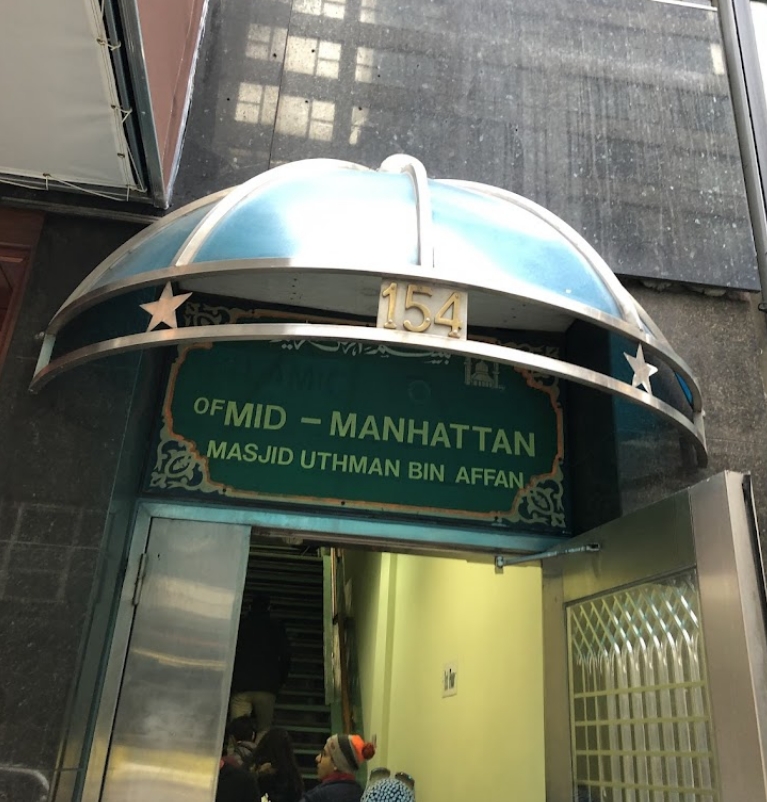 154
OF MID - MANHATTAN
MASJID UTHMAN BIN AFFAN